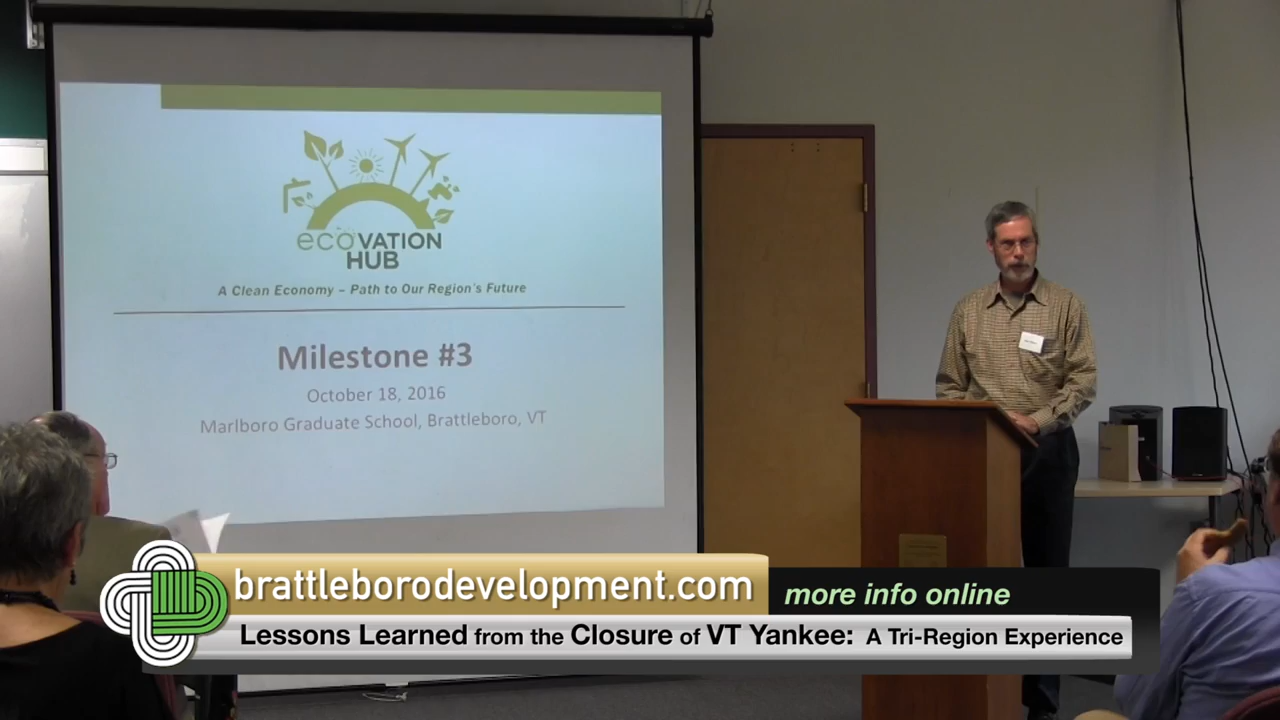 ecovation
HUB
A Clean Economy – Path to Our Region's Future
Milestone #3
October 18, 2016
Marlboro Graduate School, Brattleboro, VT
brattleborodevelopment.com
more info online
Lessons Learned from the Closure of VT Yankee: A Tri-Region Experience